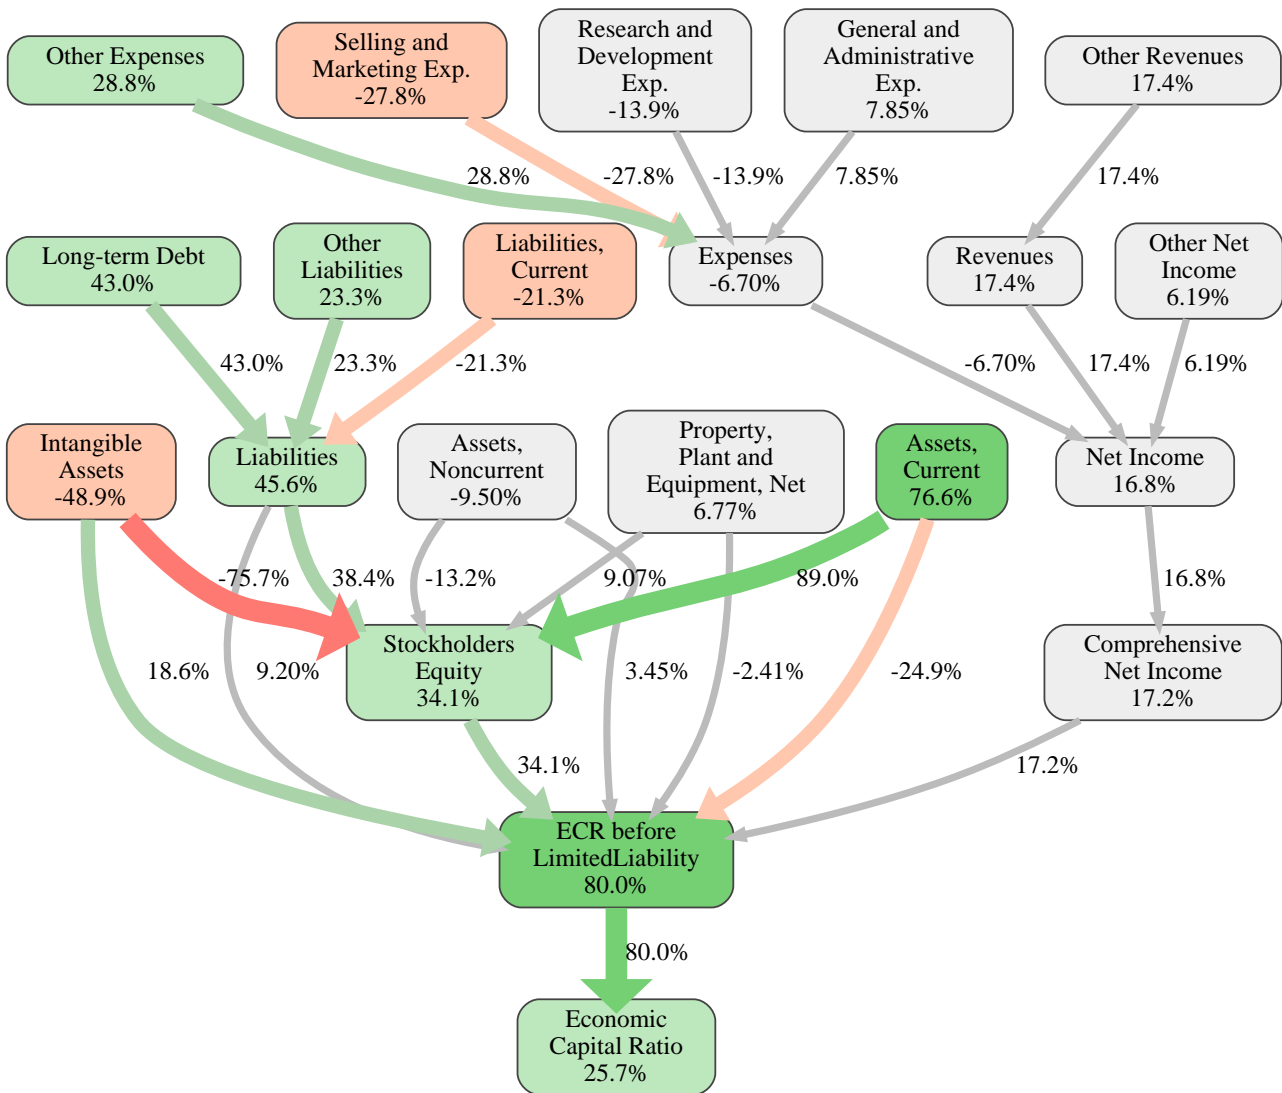 Other Expenses
28.8%
Selling and
Marketing Exp.
-27.8%
Research and
Development
Exp.
-13.9%
General and
Administrative
Exp.
7.85%
Other Revenues
17.4%
28.8%
-27.8%
-13.9%
7.85%
17.4%
Long-term Debt
43.0%
Other
Liabilities
23.3%
Liabilities,
Current
-21.3%
Expenses
-6.70%
Revenues
17.4%
Other Net
Income
6.19%
43.0%
23.3%
-21.3%
-6.70%
17.4%
6.19%
Intangible
Assets
-48.9%
Liabilities
45.6%
Assets,
Noncurrent
-9.50%
Property,
Plant and
Equipment, Net
6.77%
Assets,
Current
76.6%
Net Income
16.8%
-75.7%
38.4%
-13.2%
9.07%
89.0%
16.8%
Stockholders
Equity
34.1%
Comprehensive
Net Income
17.2%
18.6%
9.20%
3.45%
-2.41%
-24.9%
34.1%
17.2%
ECR before
LimitedLiability
80.0%
80.0%
Economic
Capital Ratio
25.7%